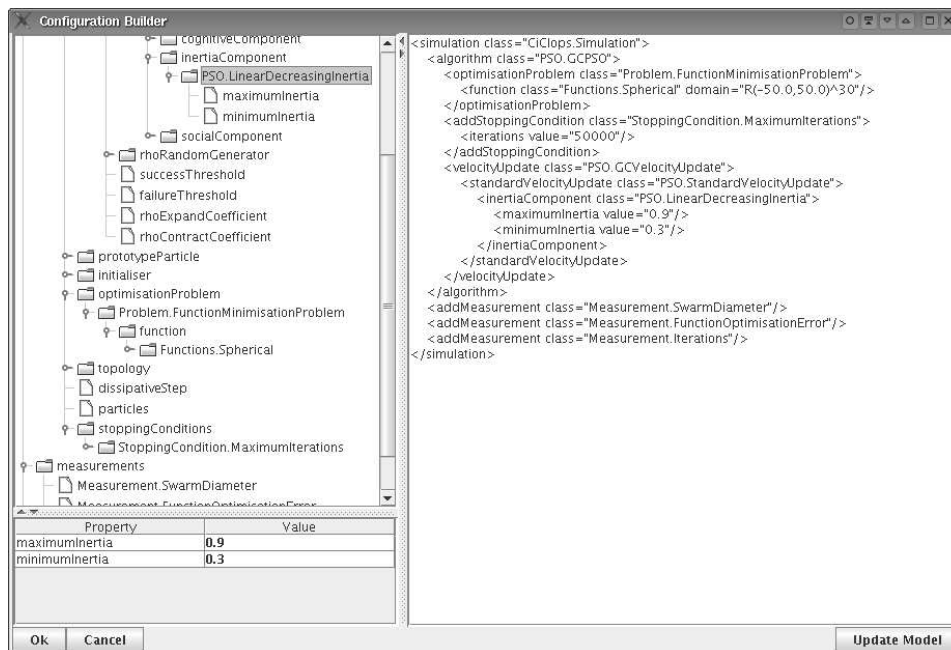 Configuration Builder
cognitiveComponent
inertiaComponent
PSO.LinearDecreasingInertia
maximumInertia
minimumInertia
socialComponent
rhoRandomGenerator
successThreshold
failureThreshold
rhoExpandCoefficient
rhoContractCoefficient
prototypeParticle
initialiser
optimisationProblem
Problem.FunctionMinimisationProblem
function
Functions.Spherical
topology
dissipativeStep
particles
stoppingConditions
StoppingCondition.MaximumIterations
measurements
Measurement.SwarmDiameter
Measurement.FunctionOptimisationError
Property Value
maximumInertia 0.9
minimumInertia 0.3
<simulation class="CiClops.Simulation">
<algorithm class="PSO.GCPSO">
<optimisationProblem class="Problem.FunctionMinimisationProblem">
<function class="Functions.Spherical" domain="R(-50.0,50.0)^30"/>
</optimisationProblem>
<addStoppingCondition class="StoppingCondition.MaximumIterations">
<iterations value="50000"/>
</addStoppingCondition>
<velocityUpdate class="PSO.GCVelocityUpdate">
<standardVelocityUpdate class="PSO.StandardVelocityUpdate">
<inertiaComponent class="PSO.LinearDecreasingInertia">
<maximumInertia value="0.9"/>
<minimumInertia value="0.3"/>
</inertiaComponent>
</standardVelocityUpdate>
</velocityUpdate>
</algorithm>
<addMeasurement class="Measurement.SwarmDiameter"/>
<addMeasurement class="Measurement.FunctionOptimisationError"/>
<addMeasurement class="Measurement.Iterations"/>
</simulation>
Ok Cancel Update Model